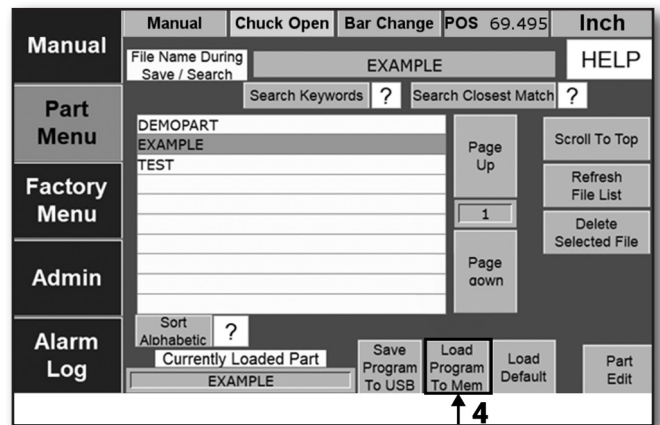 Manual
Chuck Open
Bar Change
POS 69.495
Inch
Manual
File Name During
Save / Search
EXAMPLE
HELP
Search Keywords
?
Search Closest Match
?
Part
Menu
DEMOPART
EXAMPLE
TEST
Page
Up
1
Page
down
Scroll To Top
Refresh
File List
Delete
Selected File
Factory
Menu
Admin
Sort
Alphabetic
?
Alarm
Log
Currently Loaded Part
EXAMPLE
Save
Program
To USB
Load
Program
To Mem
Load
Default
Part
Edit
4